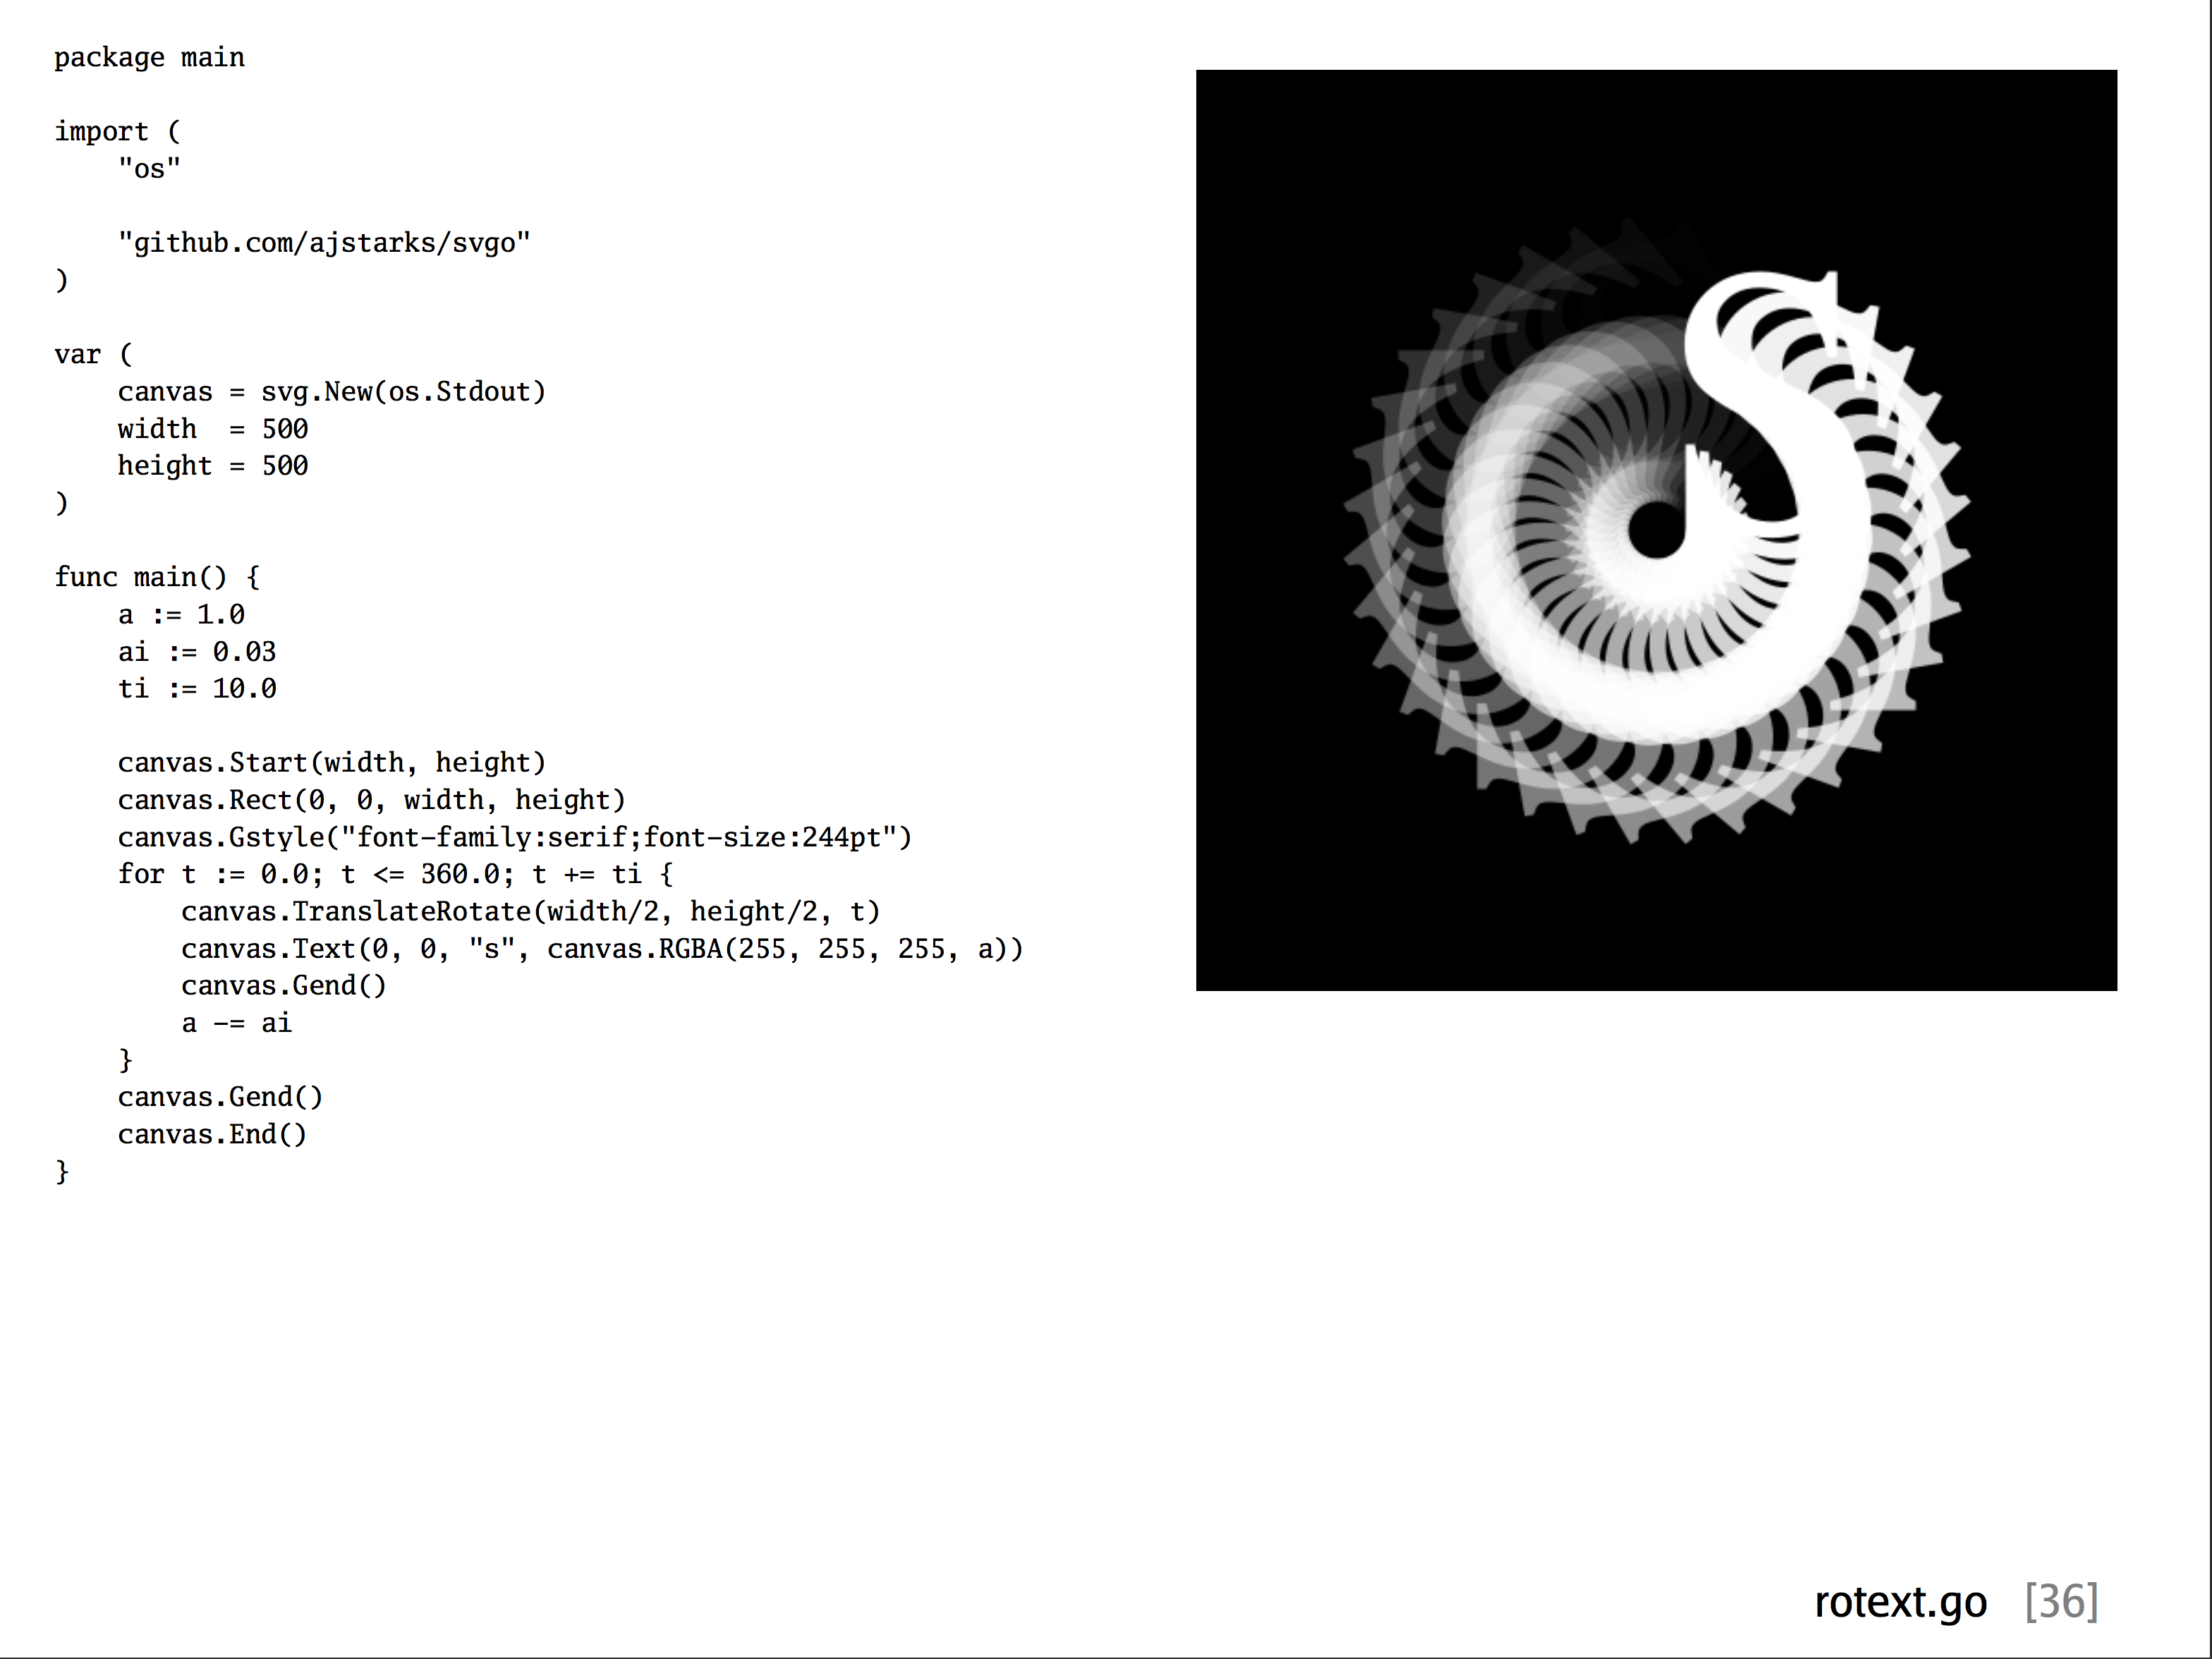 package main

import (
    "os"

    "github.com/ajstarks/svgo"
)

var (
    canvas = svg.New(os.Stdout)
    width  = 500
    height = 500
)

func main() {
    a := 1.0
    ai := 0.03
    ti := 10.0

    canvas.Start(width, height)
    canvas.Rect(0, 0, width, height)
    canvas.Gstyle("font-family:serif;font-size:244pt")
    for t := 0.0; t <= 360.0; t += ti {
        canvas.TranslateRotate(width/2, height/2, t)
        canvas.Text(0, 0, "s", canvas.RGBA(255, 255, 255, a))
        canvas.Gend()
        a -= ai
    }
    canvas.Gend()
    canvas.End()
}
s
rotext.go [36]